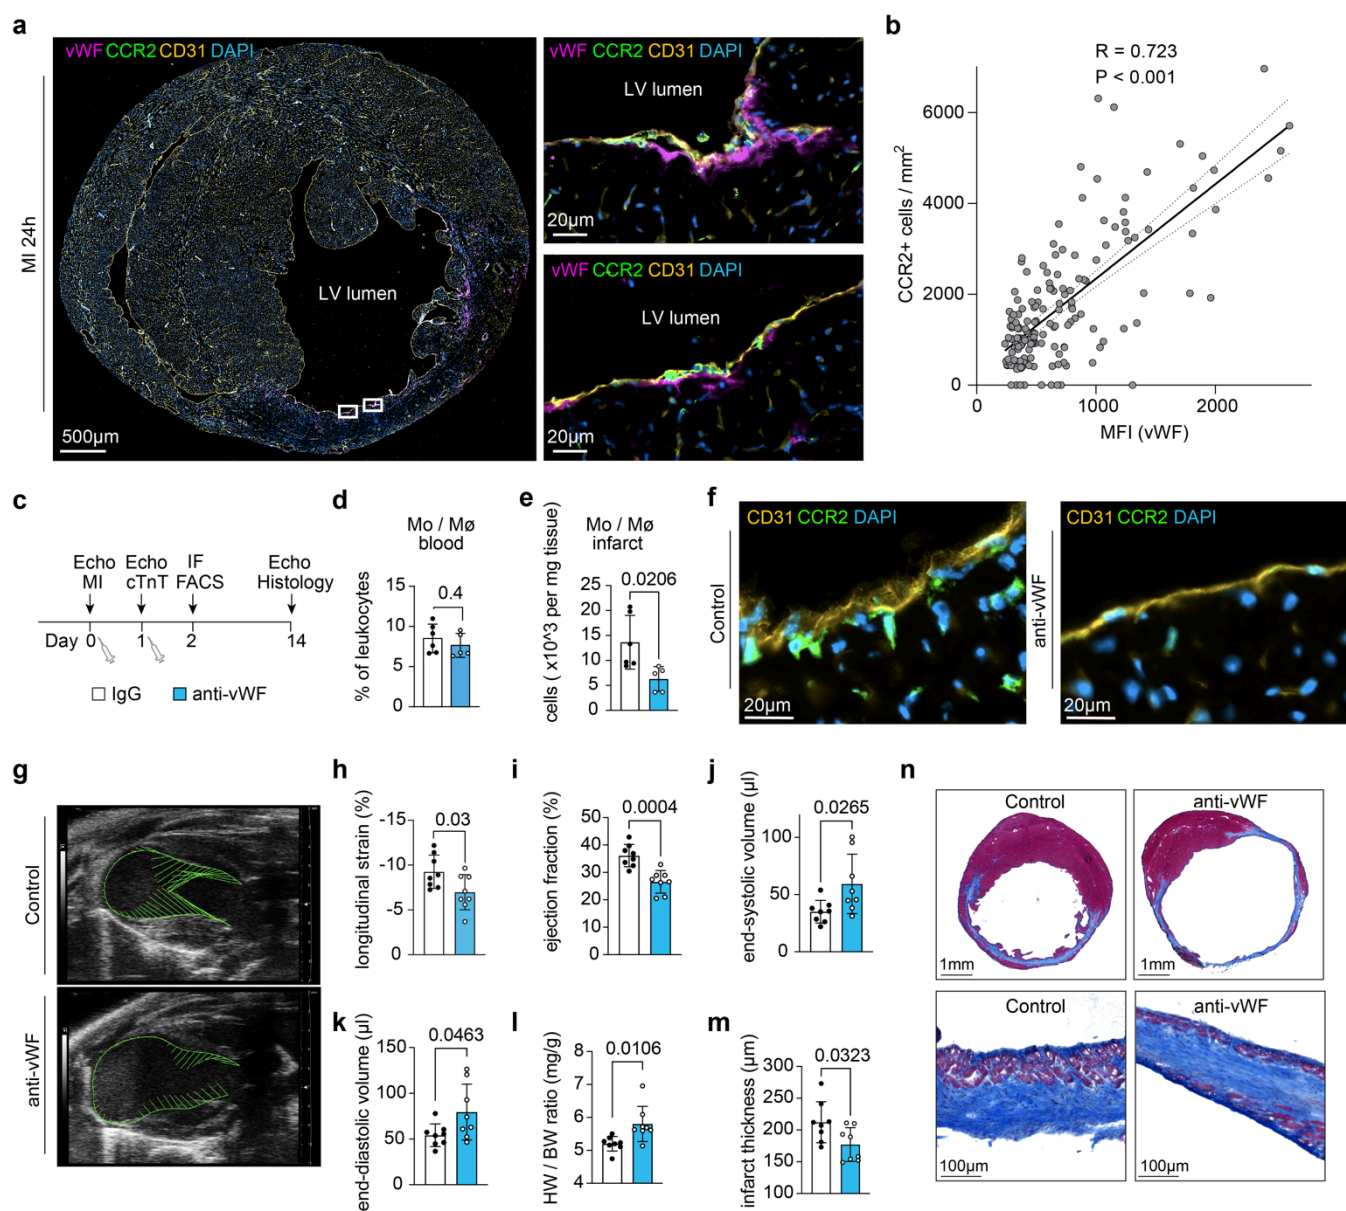 a
MI 24h
vWF CCR2 CD31 DAPI
LV lumen
500µm
vWF CCR2 CD31 DAPI
LV lumen
20µm
vWF CCR2 CD31 DAPI
LV lumen
20µm
b
R = 0.723
P < 0.001
CCR2+ cells / mm²
6000
4000
2000
0
0 1000 2000
MFI (vWF)
c
Echo Echo IF Echo
MI cTnT FACS Histology
Day 0 1 2 14
IgG anti-vWF
d
Mo / Mø
blood
% of leukocytes
15
10
5
0
0.4
e
Mo / Mø
infarct
cells ( x10^3 per mg tissue)
25
20
15
10
5
0
0.0206
f
Control
CD31 CCR2 DAPI
20µm
anti-vWF
CD31 CCR2 DAPI
20µm
g
Control
anti-vWF
h
longitudinal strain (%)
-15
-10
-5
0
0.03
i
ejection fraction (%)
50
40
30
20
10
0
0.0004
j
end-systolic volume (µl)
100
50
0
0.0265
k
end-diastolic volume (µl)
150
100
50
0
0.0463
l
HW / BW ratio (mg/g)
8
7
6
5
4
0.0106
m
infarct thickness (µm)
300
250
200
150
100
0.0323
n
Control
1mm
anti-vWF
1mm
Control
100µm
anti-vWF
100µm